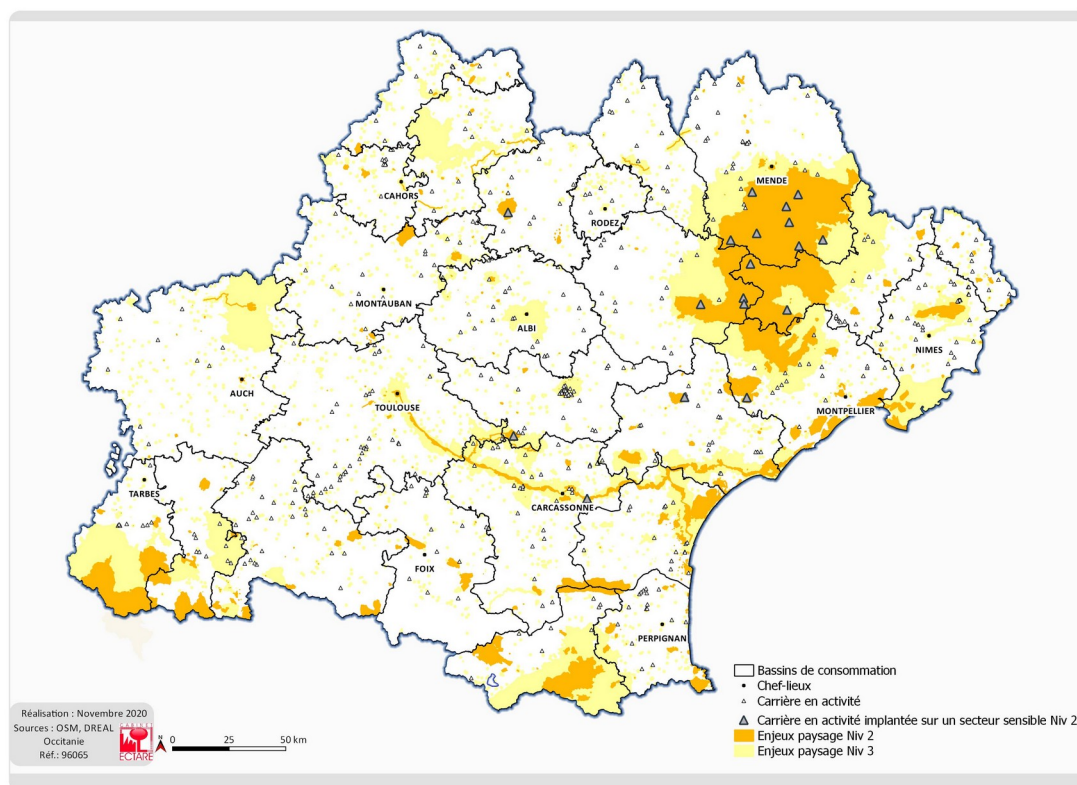 MENDE
CAHORS
RODEZ
MONTAUBAN
ALBI
NIMES
AUCH
TOULOUSE
MONTPELLIER
TARBES
CARCASSONNE
FOIX
PERPIGNAN
Bassins de consommation
Chef-lieux
Carrière en activité
Carrière en activité implantée sur un secteur sensible Niv 2
Enjeux paysage Niv 2
Enjeux paysage Niv 3
Réalisation : Novembre 2020
Sources : OSM, DREAL
Occitanie
Réf.: 96065
CABINET
ECTARE
N
0 25 50 km